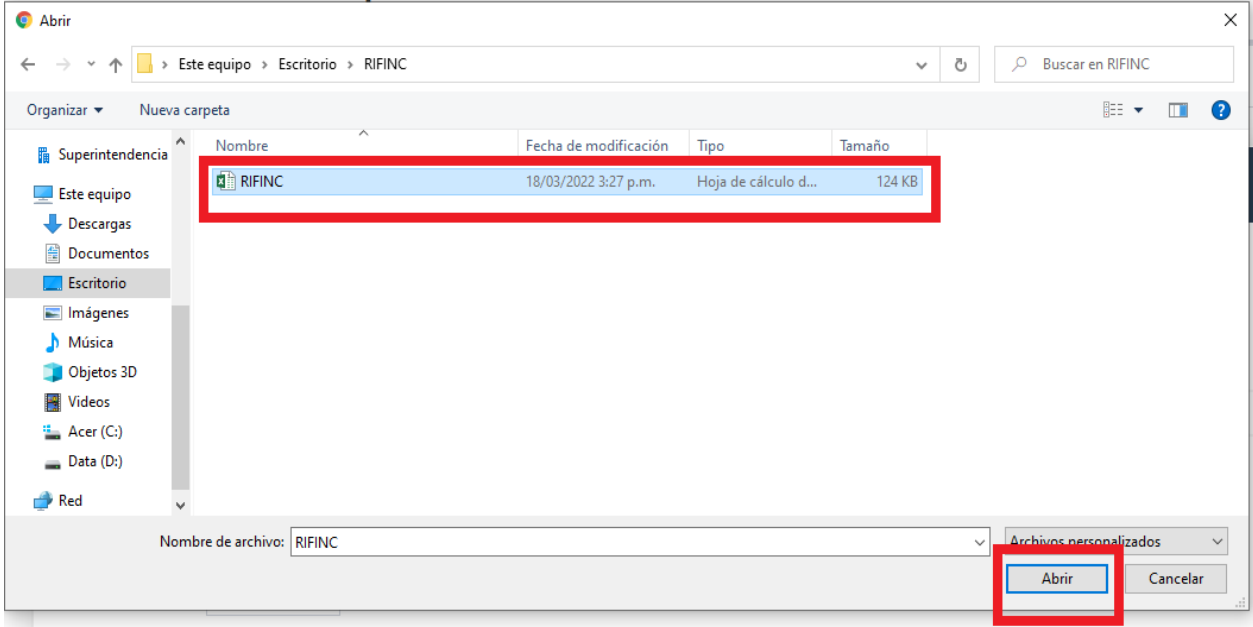 Abrir
Este equipo > Escritorio > RIFINC
Buscar en RIFINC
Organizar
Nueva carpeta
Nombre
Fecha de modificación
Tipo
Tamaño
RIFINC
18/03/2022 3:27 p.m.
Hoja de cálculo d...
124 KB
Superintendencia
Este equipo
Descargas
Documentos
Escritorio
Imágenes
Música
Objetos 3D
Videos
Acer (C:)
Data (D:)
Red
Nombre de archivo: RIFINC
Archivos personalizados
Abrir
Cancelar